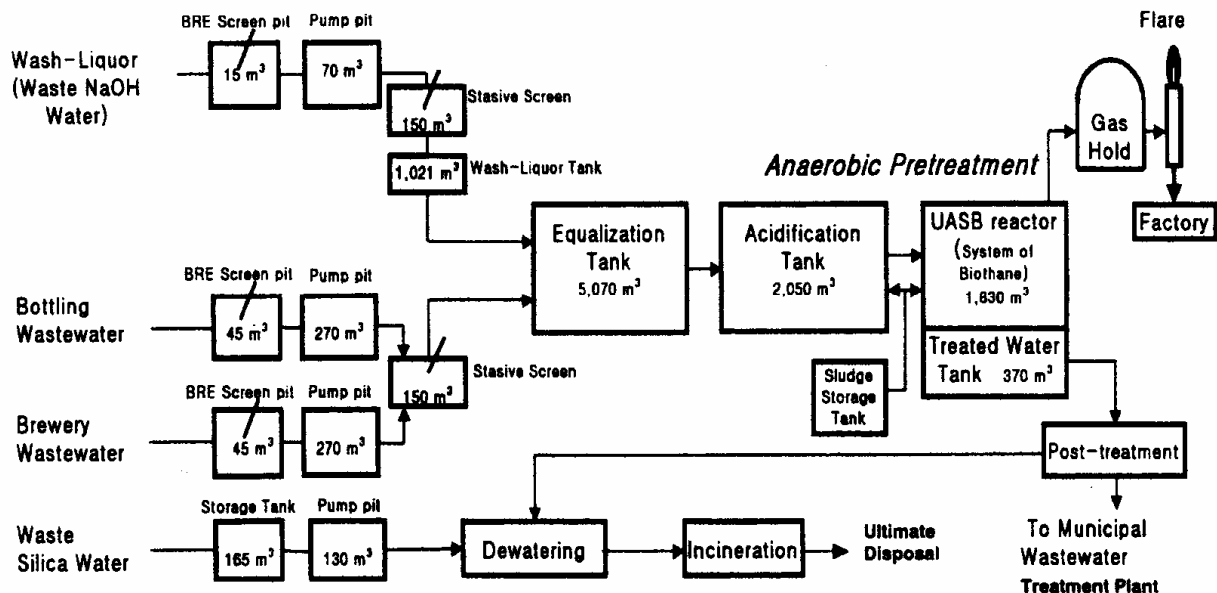 BRE Screen pit
Pump pit
Wash-Liquor
(Waste NaOH
Water)
15 m³
70 m³
Stasive Screen
150 m³
1,021 m³
Wash-Liquor Tank
Flare
Gas
Hold
Factory
Anaerobic Pretreatment
Equalization
Tank
5,070 m³
Acidification
Tank
2,050 m³
UASB reactor
(System of
Biothane)
1,830 m³
Treated Water
Tank 370 m³
Sludge
Storage
Tank
BRE Screen pit
Pump pit
Bottling
Wastewater
45 m³
270 m³
Stasive Screen
150 m³
BRE Screen pit
Pump pit
Brewery
Wastewater
45 m³
270 m³
Post-treatment
To Municipal
Wastewater
Treatment Plant
Storage Tank
Pump pit
Waste
Silica Water
165 m³
130 m³
Dewatering
Incineration
Ultimate
Disposal